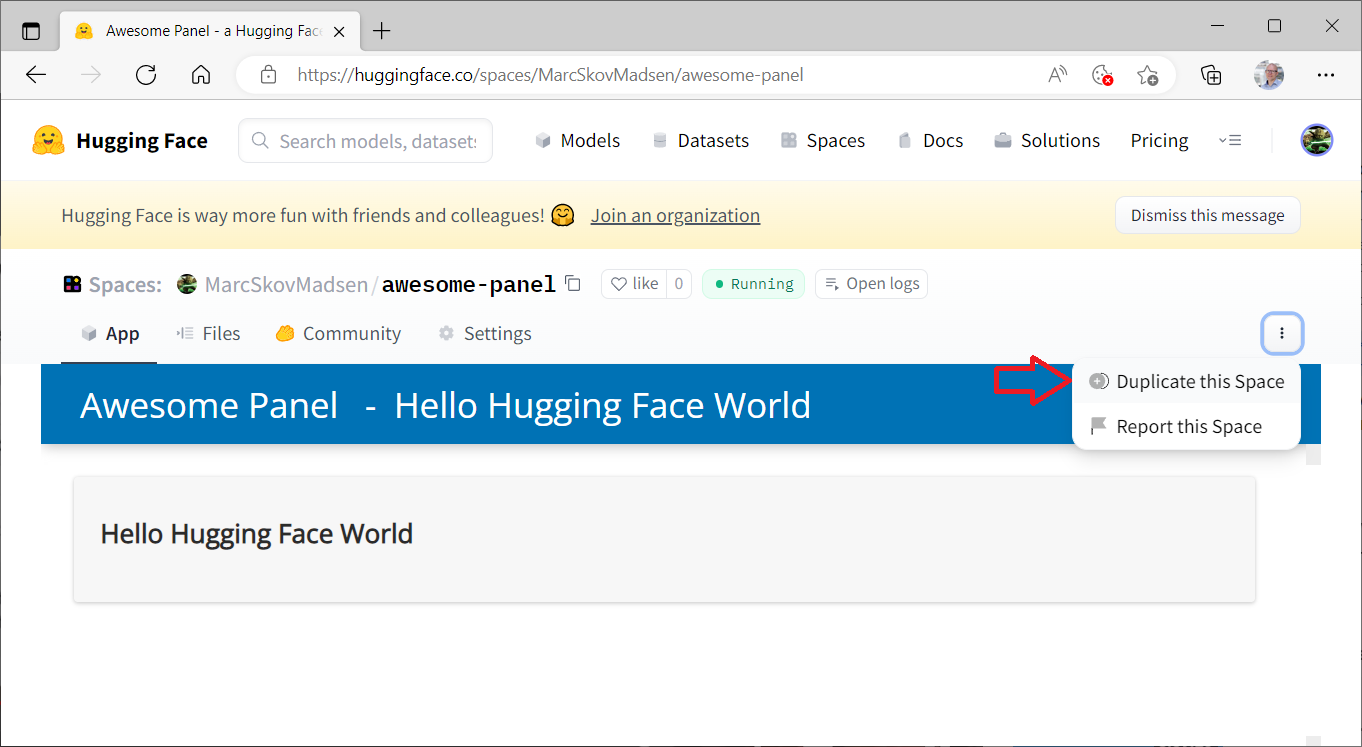 Awesome Panel - a Hugging Fac
https://huggingface.co/spaces/MarcSkovMadsen/awesome-panel
Hugging Face
Search models, datasets
Models
Datasets
Spaces
Docs
Solutions
Pricing
Hugging Face is way more fun with friends and colleagues! 🤗 Join an organization
Dismiss this message
Spaces: MarcSkovMadsen/awesome-panel
like 0
Running
Open logs
App
Files
Community
Settings
Duplicate this Space
Report this Space
Awesome Panel - Hello Hugging Face World
Hello Hugging Face World